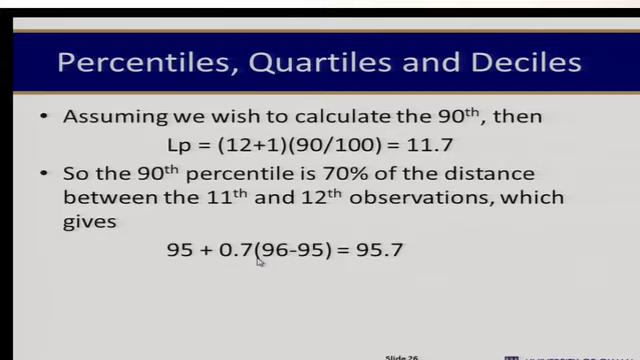 Percentiles, Quartiles and Deciles
• Assuming we wish to calculate the 90th, then
Lp = (12+1)(90/100) = 11.7
• So the 90th percentile is 70% of the distance
between the 11th and 12th observations, which
gives
95 + 0.7(96-95) = 95.7
Slide 26